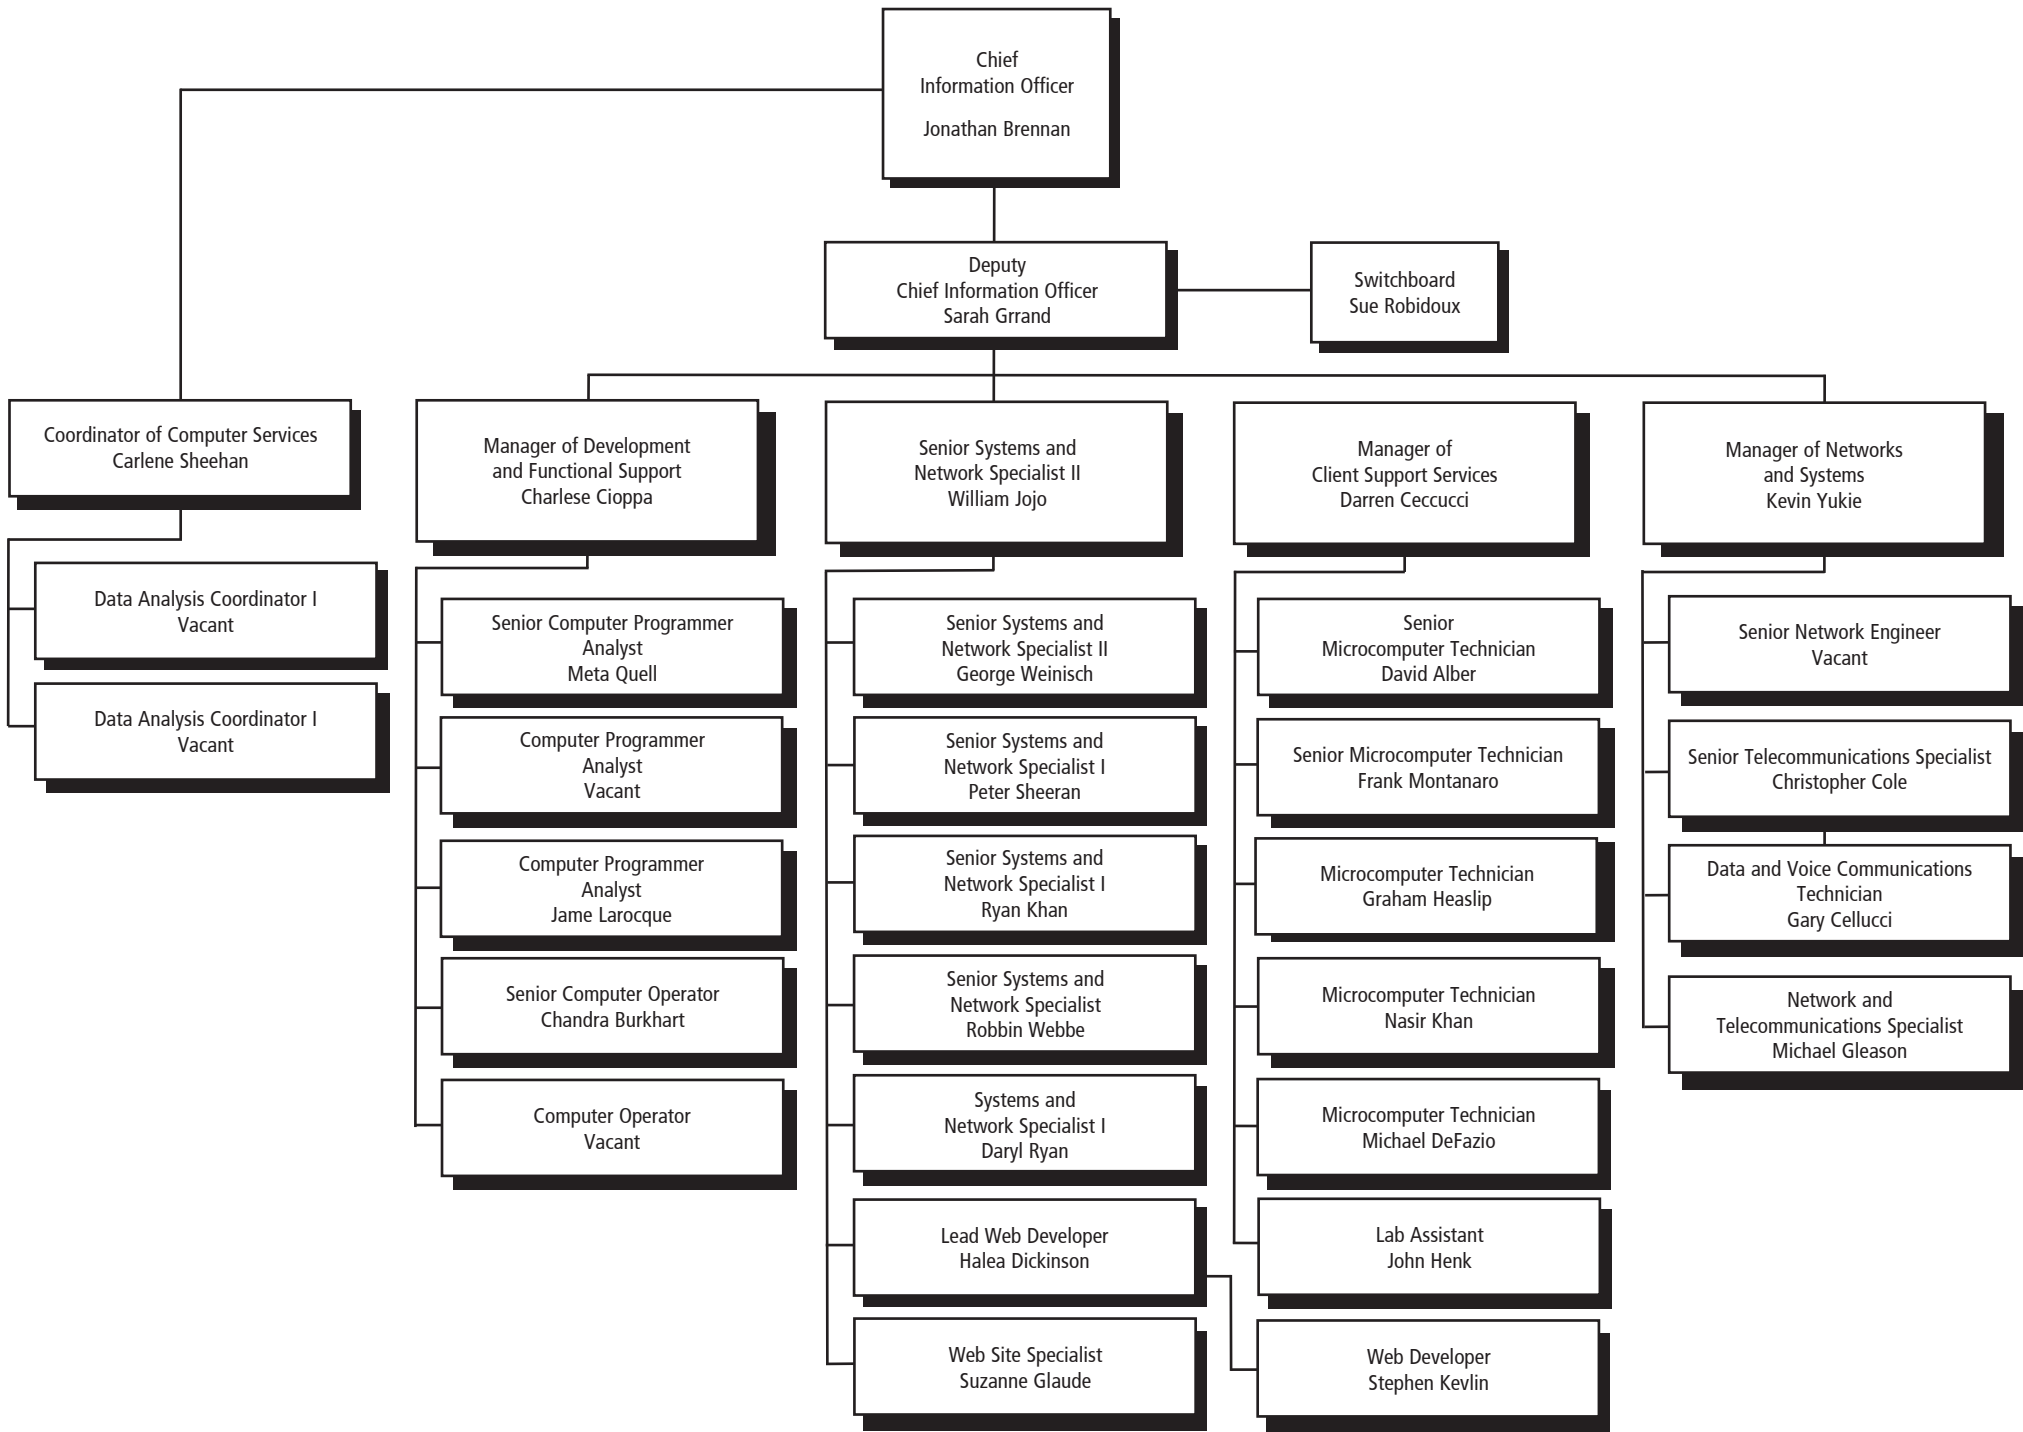 Chief
Information Officer
Jonathan Brennan
Deputy
Chief Information Officer
Sarah Grrand
Switchboard
Sue Robidoux
Coordinator of Computer Services
Carlene Sheehan
Data Analysis Coordinator I
Vacant
Data Analysis Coordinator I
Vacant
Manager of Development
and Functional Support
Charlese Cioppa
Senior Computer Programmer
Analyst
Meta Quell
Computer Programmer
Analyst
Vacant
Computer Programmer
Analyst
Jame Larocque
Senior Computer Operator
Chandra Burkhart
Computer Operator
Vacant
Senior Systems and
Network Specialist II
William Jojo
Senior Systems and
Network Specialist II
George Weinisch
Senior Systems and
Network Specialist I
Peter Sheeran
Senior Systems and
Network Specialist I
Ryan Khan
Senior Systems and
Network Specialist
Robbin Webbe
Systems and
Network Specialist I
Daryl Ryan
Lead Web Developer
Halea Dickinson
Web Site Specialist
Suzanne Glaude
Manager of
Client Support Services
Darren Ceccucci
Senior
Microcomputer Technician
David Alber
Senior Microcomputer Technician
Frank Montanaro
Microcomputer Technician
Graham Heaslip
Microcomputer Technician
Nasir Khan
Microcomputer Technician
Michael DeFazio
Lab Assistant
John Henk
Web Developer
Stephen Kevlin
Manager of Networks
and Systems
Kevin Yukie
Senior Network Engineer
Vacant
Senior Telecommunications Specialist
Christopher Cole
Data and Voice Communications
Technician
Gary Cellucci
Network and
Telecommunications Specialist
Michael Gleason